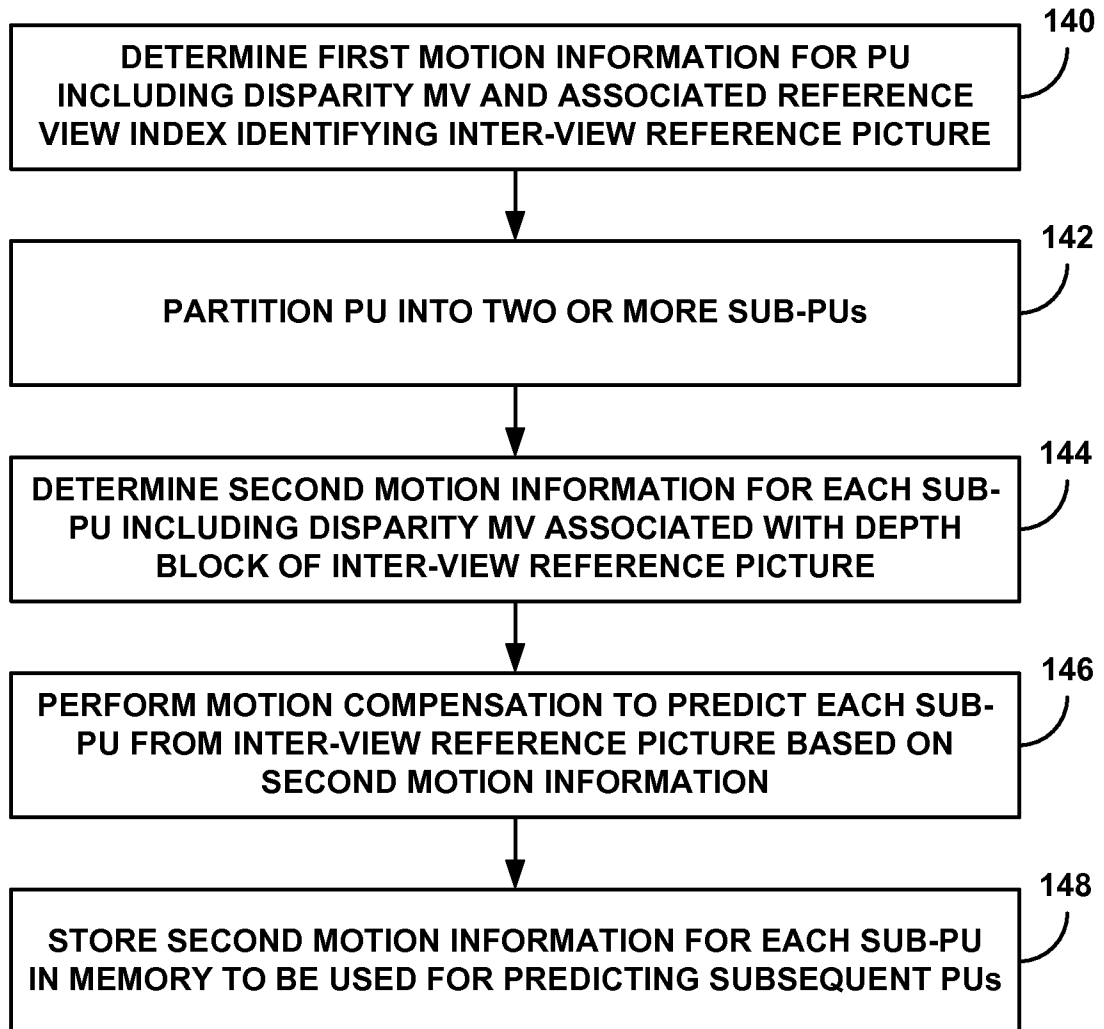 140
DETERMINE FIRST MOTION INFORMATION FOR PU
INCLUDING DISPARITY MV AND ASSOCIATED REFERENCE
VIEW INDEX IDENTIFYING INTER-VIEW REFERENCE PICTURE
142
PARTITION PU INTO TWO OR MORE SUB-PUs
144
DETERMINE SECOND MOTION INFORMATION FOR EACH SUB-
PU INCLUDING DISPARITY MV ASSOCIATED WITH DEPTH
BLOCK OF INTER-VIEW REFERENCE PICTURE
146
PERFORM MOTION COMPENSATION TO PREDICT EACH SUB-
PU FROM INTER-VIEW REFERENCE PICTURE BASED ON
SECOND MOTION INFORMATION
148
STORE SECOND MOTION INFORMATION FOR EACH SUB-PU
IN MEMORY TO BE USED FOR PREDICTING SUBSEQUENT PUs